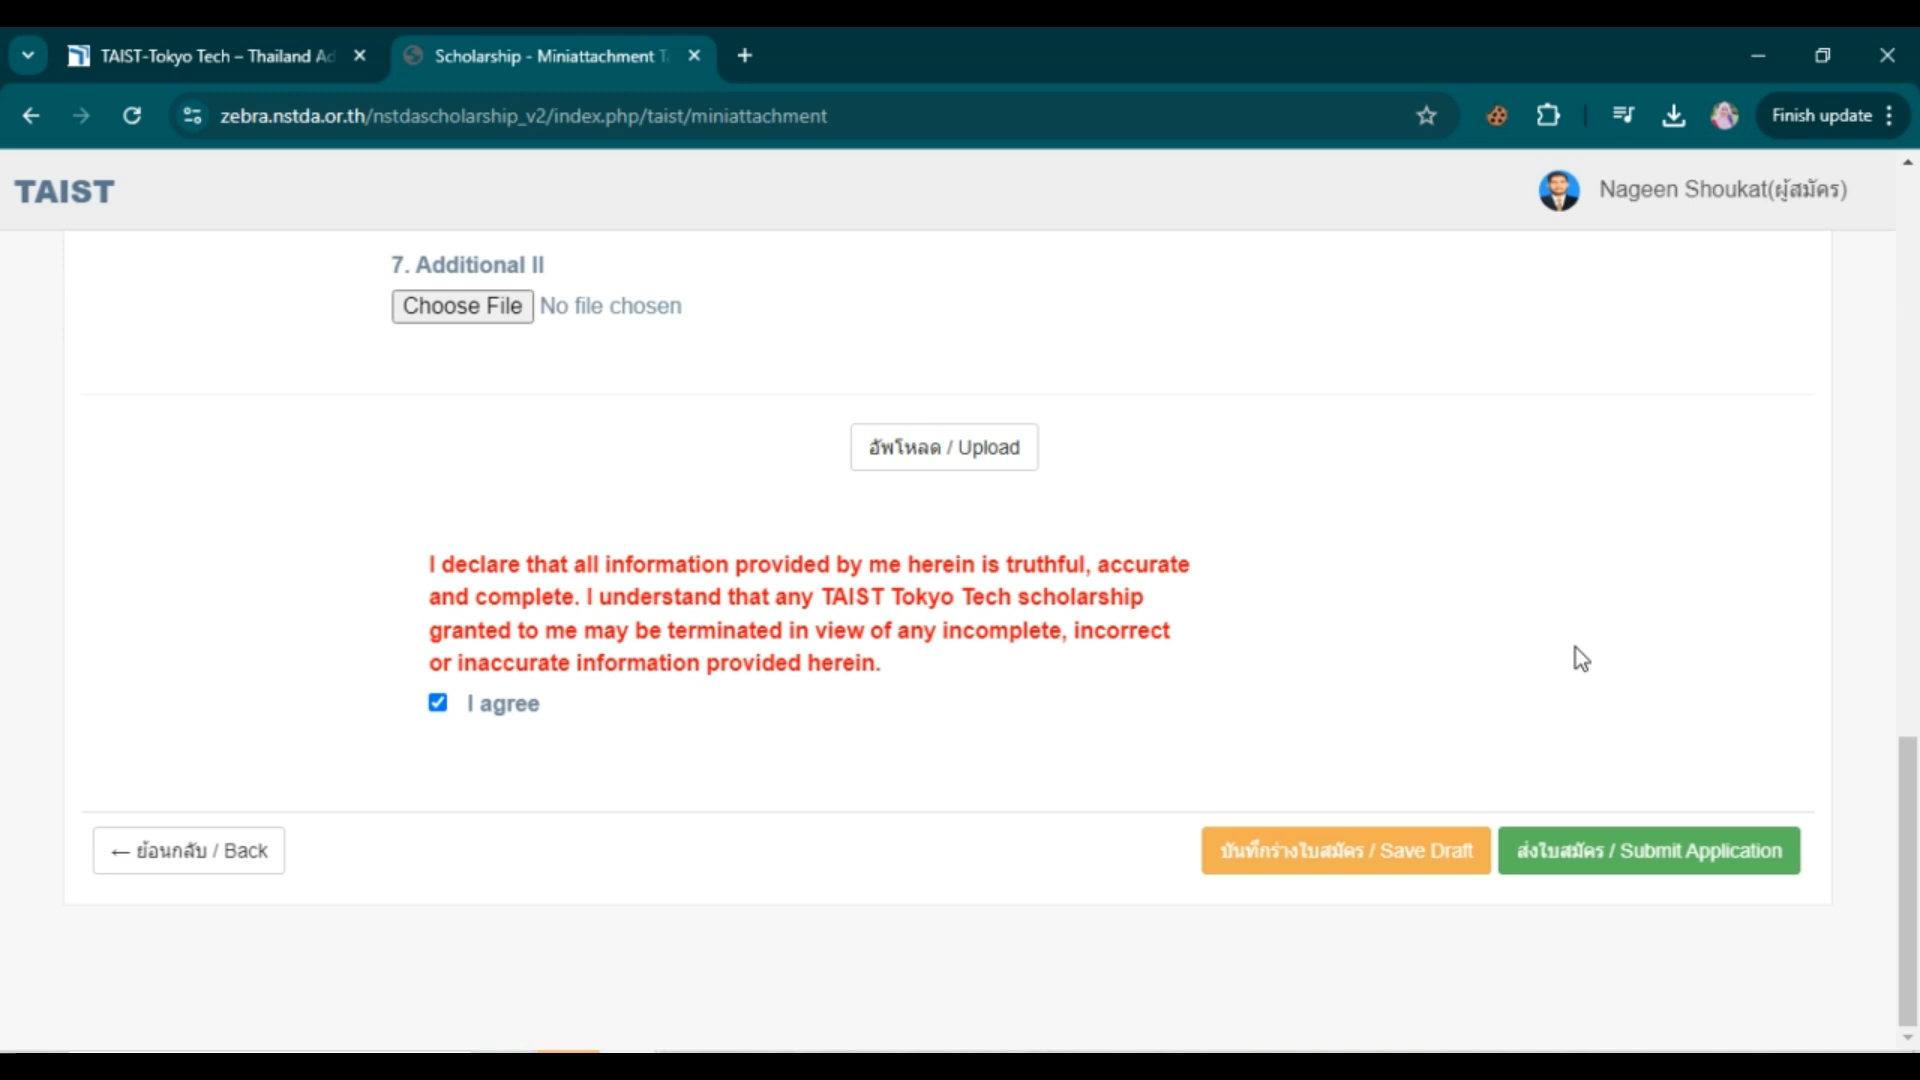 TAIST-Tokyo Tech – Thailand Ad
Scholarship - Miniattachment T
zebra.nstda.or.th/nstdascholarship_v2/index.php/taist/miniattachment
Finish update
TAIST
Nageen Shoukat(ผู้สมัคร)
7. Additional II
Choose File No file chosen
อัพโหลด / Upload
I declare that all information provided by me herein is truthful, accurate
and complete. I understand that any TAIST Tokyo Tech scholarship
granted to me may be terminated in view of any incomplete, incorrect
or inaccurate information provided herein.
I agree
← ย้อนกลับ / Back
บันทึกร่างใบสมัคร / Save Draft
ส่งใบสมัคร / Submit Application